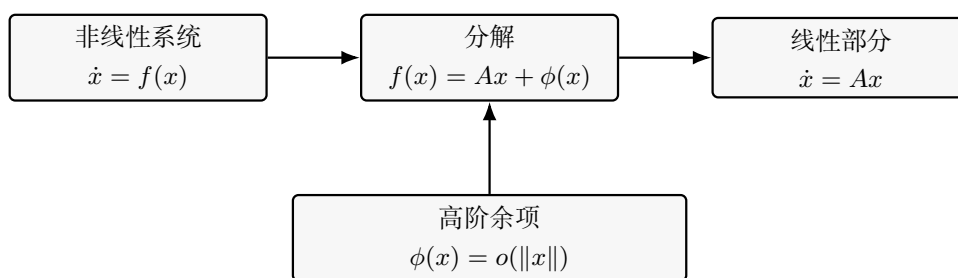 非线性系统
ẋ = f(x)
分解
f(x) = Ax + ϕ(x)
线性部分
ẋ = Ax
高阶余项
ϕ(x) = o(‖x‖)